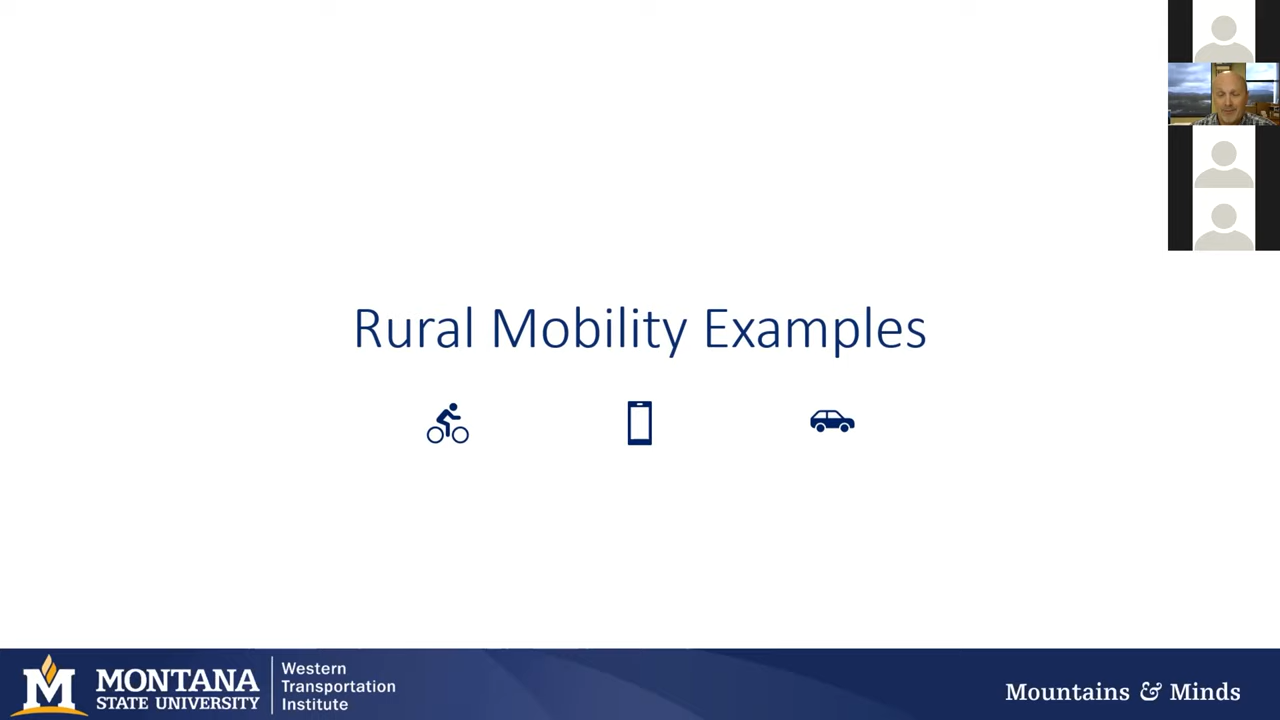 Rural Mobility Examples
M
MONTANA
STATE UNIVERSITY
Western
Transportation
Institute
Mountains & Minds